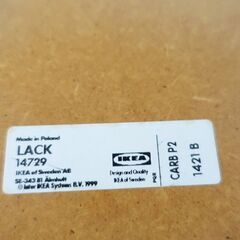 Made in Poland
LACK
14729
IKEA of Sweden AB
SE-343 81 Älmhult
© Inter IKEA Systems B.V. 1999
IKEA
Design and Quality
IKEA of Sweden
PQR
CARB P2
1421 B